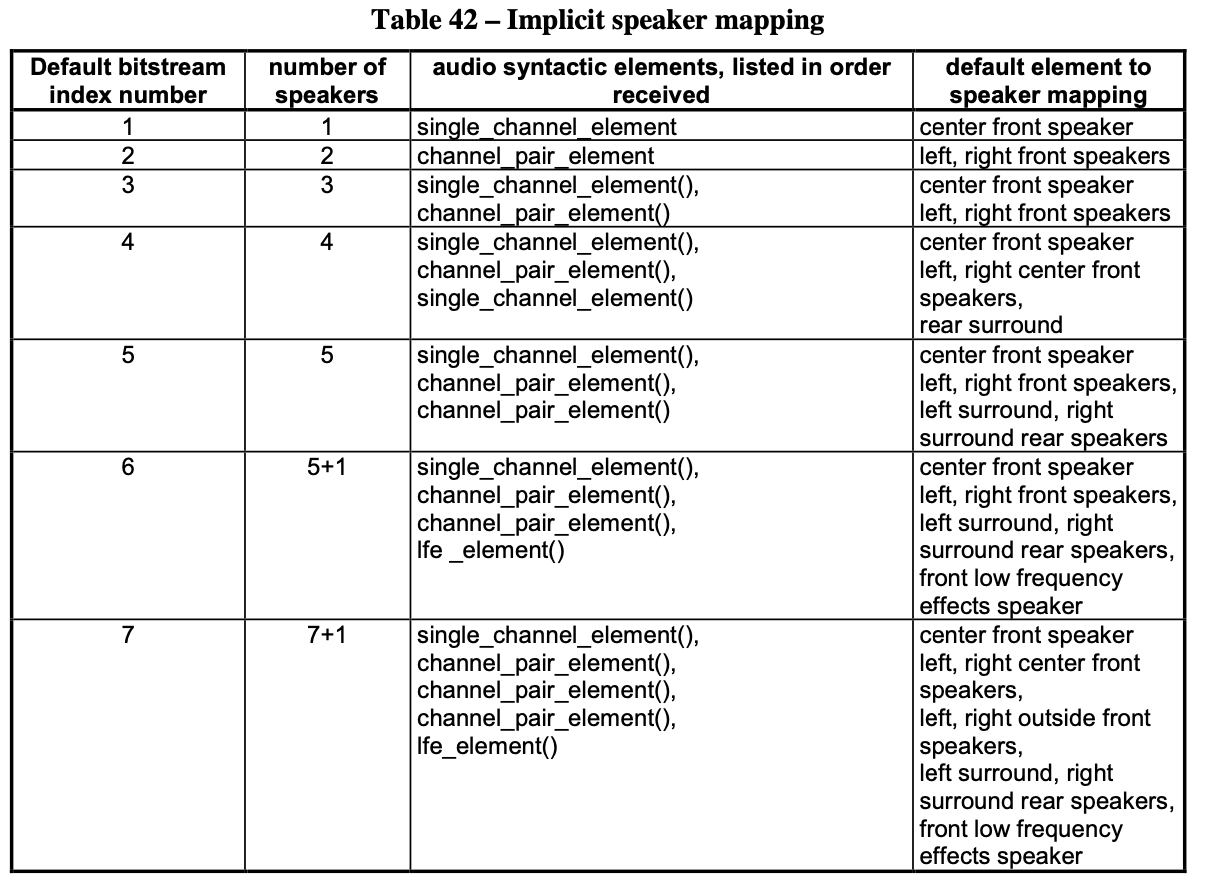 Table 42 – Implicit speaker mapping
Default bitstream index number | number of speakers | audio syntactic elements, listed in order received | default element to speaker mapping
1 | 1 | single_channel_element | center front speaker
2 | 2 | channel_pair_element | left, right front speakers
3 | 3 | single_channel_element(), | center front speaker
channel_pair_element() | left, right front speakers
4 | 4 | single_channel_element(), | center front speaker
channel_pair_element(), | left, right center front
single_channel_element() | speakers,
rear surround
5 | 5 | single_channel_element(), | center front speaker
channel_pair_element(), | left, right front speakers,
channel_pair_element() | left surround, right
surround rear speakers
6 | 5+1 | single_channel_element(), | center front speaker
channel_pair_element(), | left, right front speakers,
channel_pair_element(), | left surround, right
lfe _element() | surround rear speakers,
front low frequency
effects speaker
7 | 7+1 | single_channel_element(), | center front speaker
channel_pair_element(), | left, right center front
channel_pair_element(), | speakers,
channel_pair_element(), | left, right outside front
lfe_element() | speakers,
left surround, right
surround rear speakers,
front low frequency
effects speaker